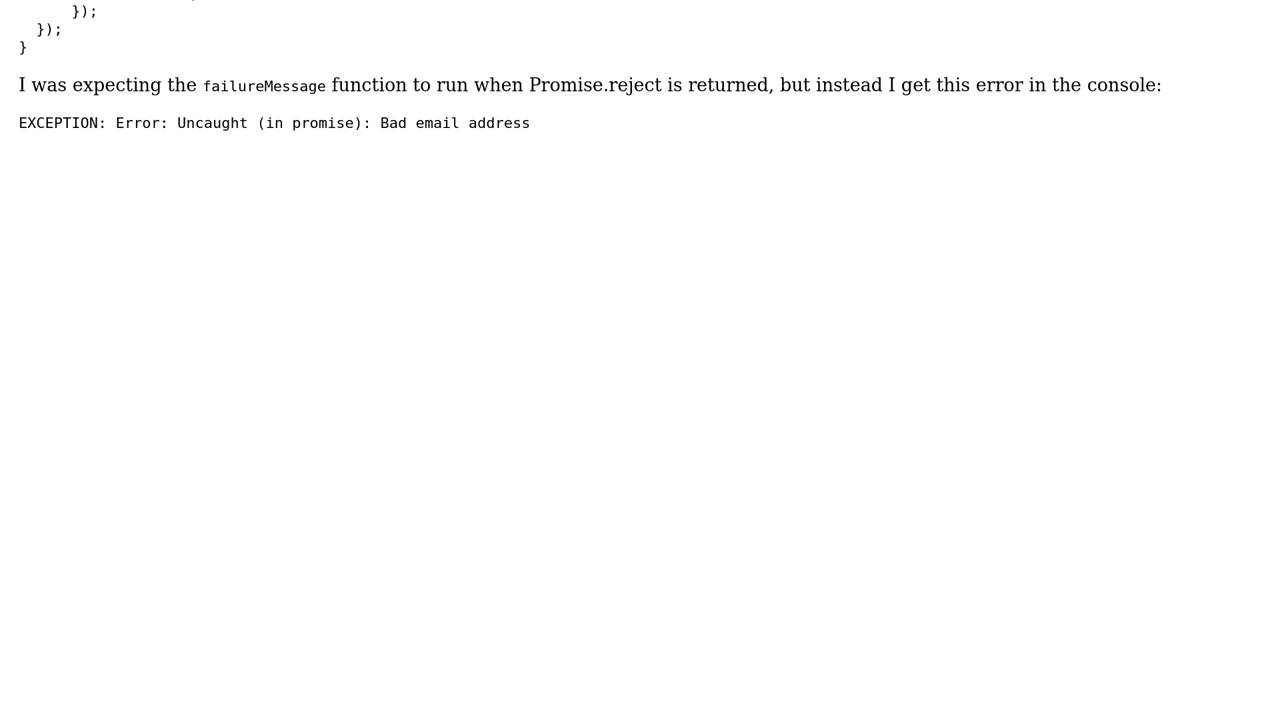 });
});
}
I was expecting the failureMessage function to run when Promise.reject is returned, but instead I get this error in the console:
EXCEPTION: Error: Uncaught (in promise): Bad email address